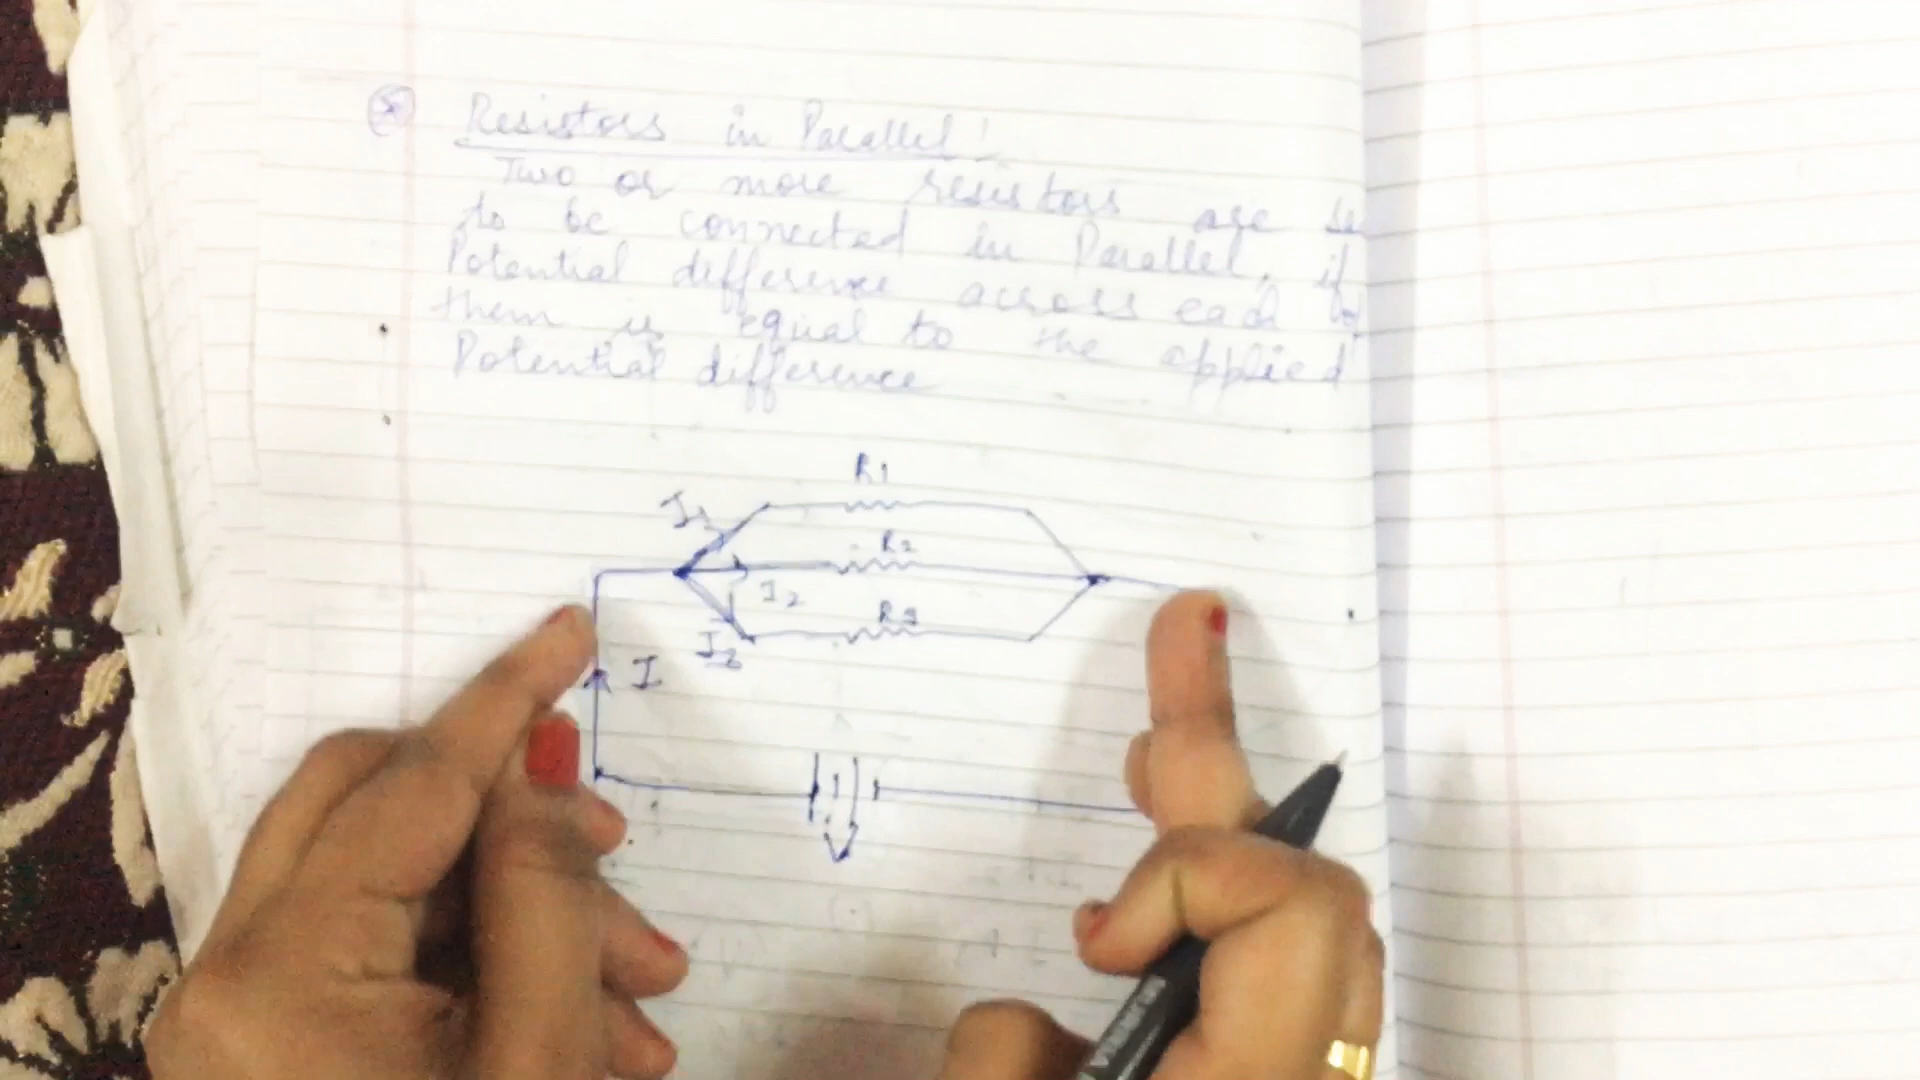 Resistors in Parallel!
Two or more resistors are se
to be connected in Parallel, if
Potential difference across each of
them is equal to the applied
Potential difference
R1
I1
R2
I2
R3
I3
I